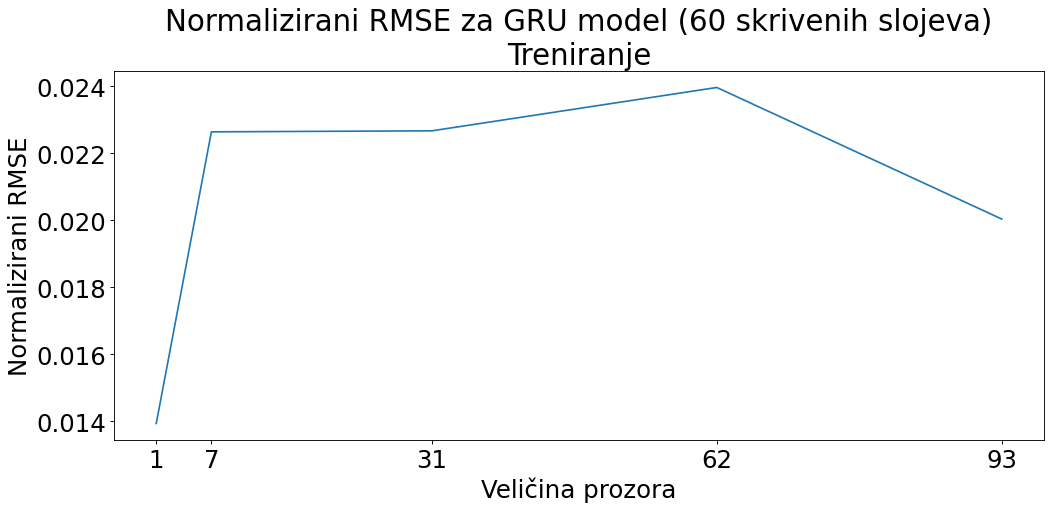 Normalizirani RMSE za GRU model (60 skrivenih slojeva)
Treniranje
Normalizirani RMSE
0.024
0.022
0.020
0.018
0.016
0.014
1 7 31 62 93
Veličina prozora